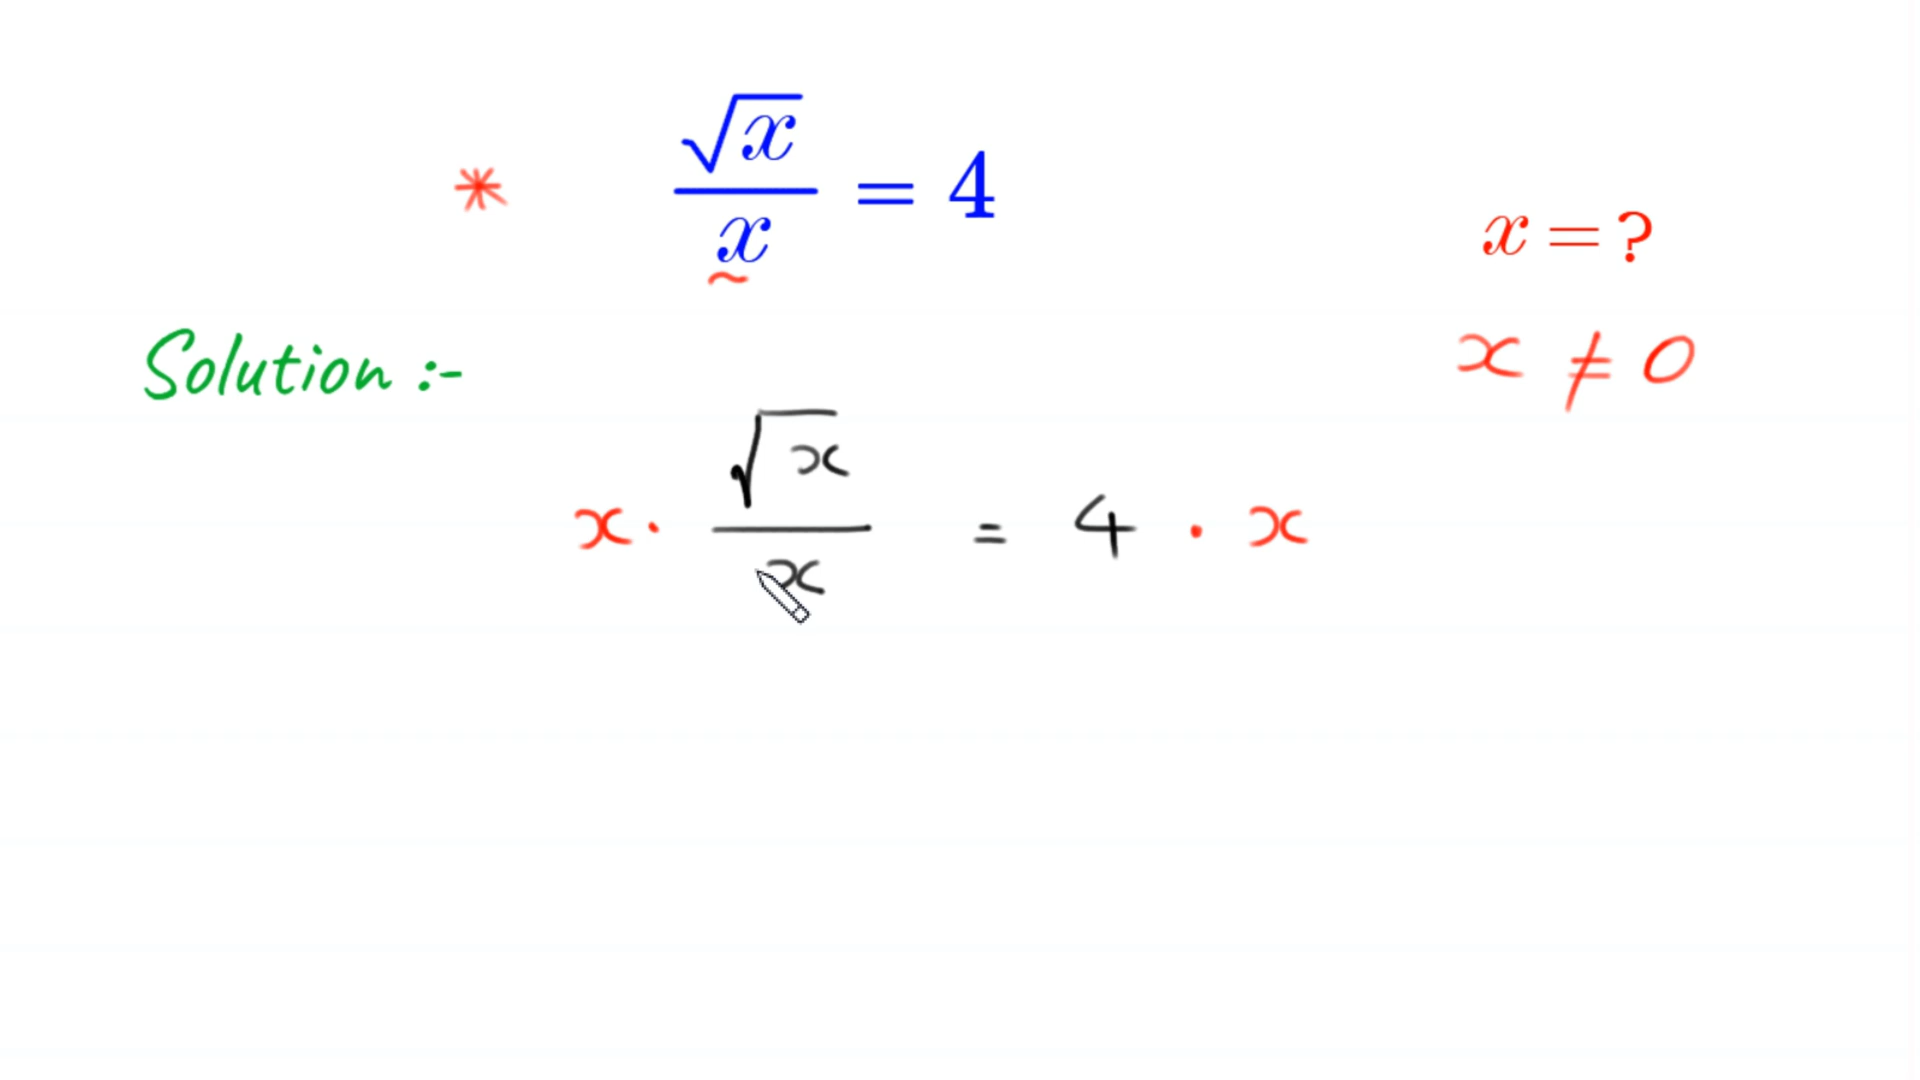 * √x/x = 4
x = ?
x ≠ 0
Solution :-
x · √x/x = 4 · x